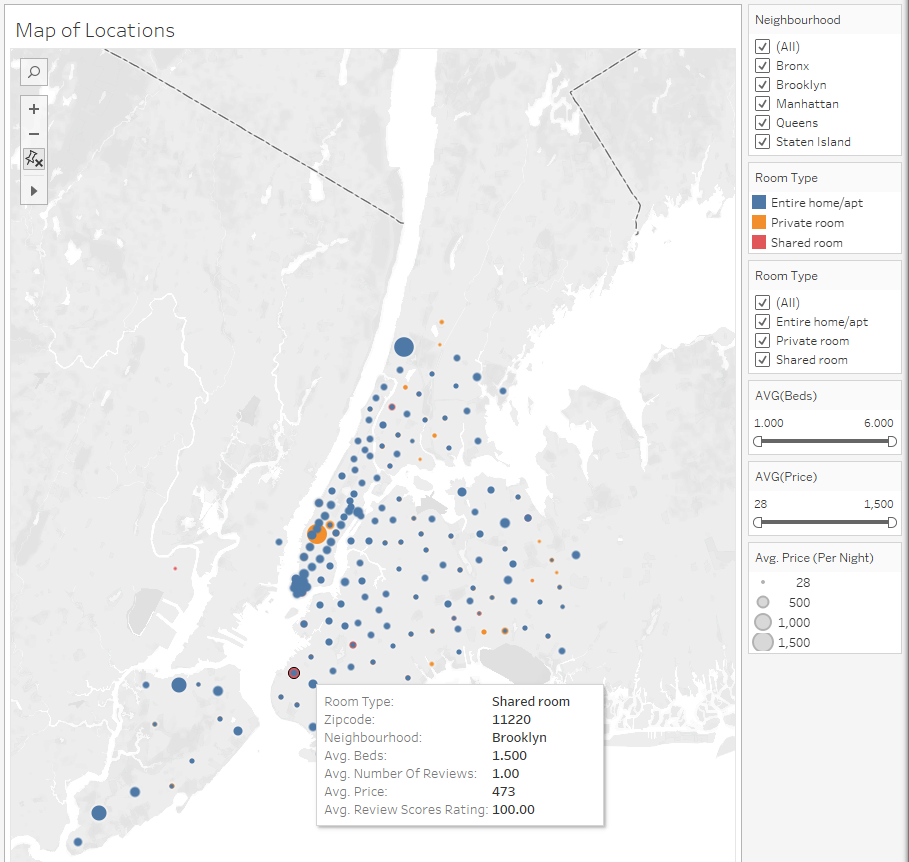 Map of Locations
Neighbourhood
(All)
Bronx
Brooklyn
Manhattan
Queens
Staten Island
Room Type
Entire home/apt
Private room
Shared room
Room Type
(All)
Entire home/apt
Private room
Shared room
AVG(Beds)
1.000 6.000
AVG(Price)
28 1,500
Avg. Price (Per Night)
28
500
1,000
1,500
Room Type: Shared room
Zipcode: 11220
Neighbourhood: Brooklyn
Avg. Beds: 1.500
Avg. Number Of Reviews: 1.00
Avg. Price: 473
Avg. Review Scores Rating: 100.00